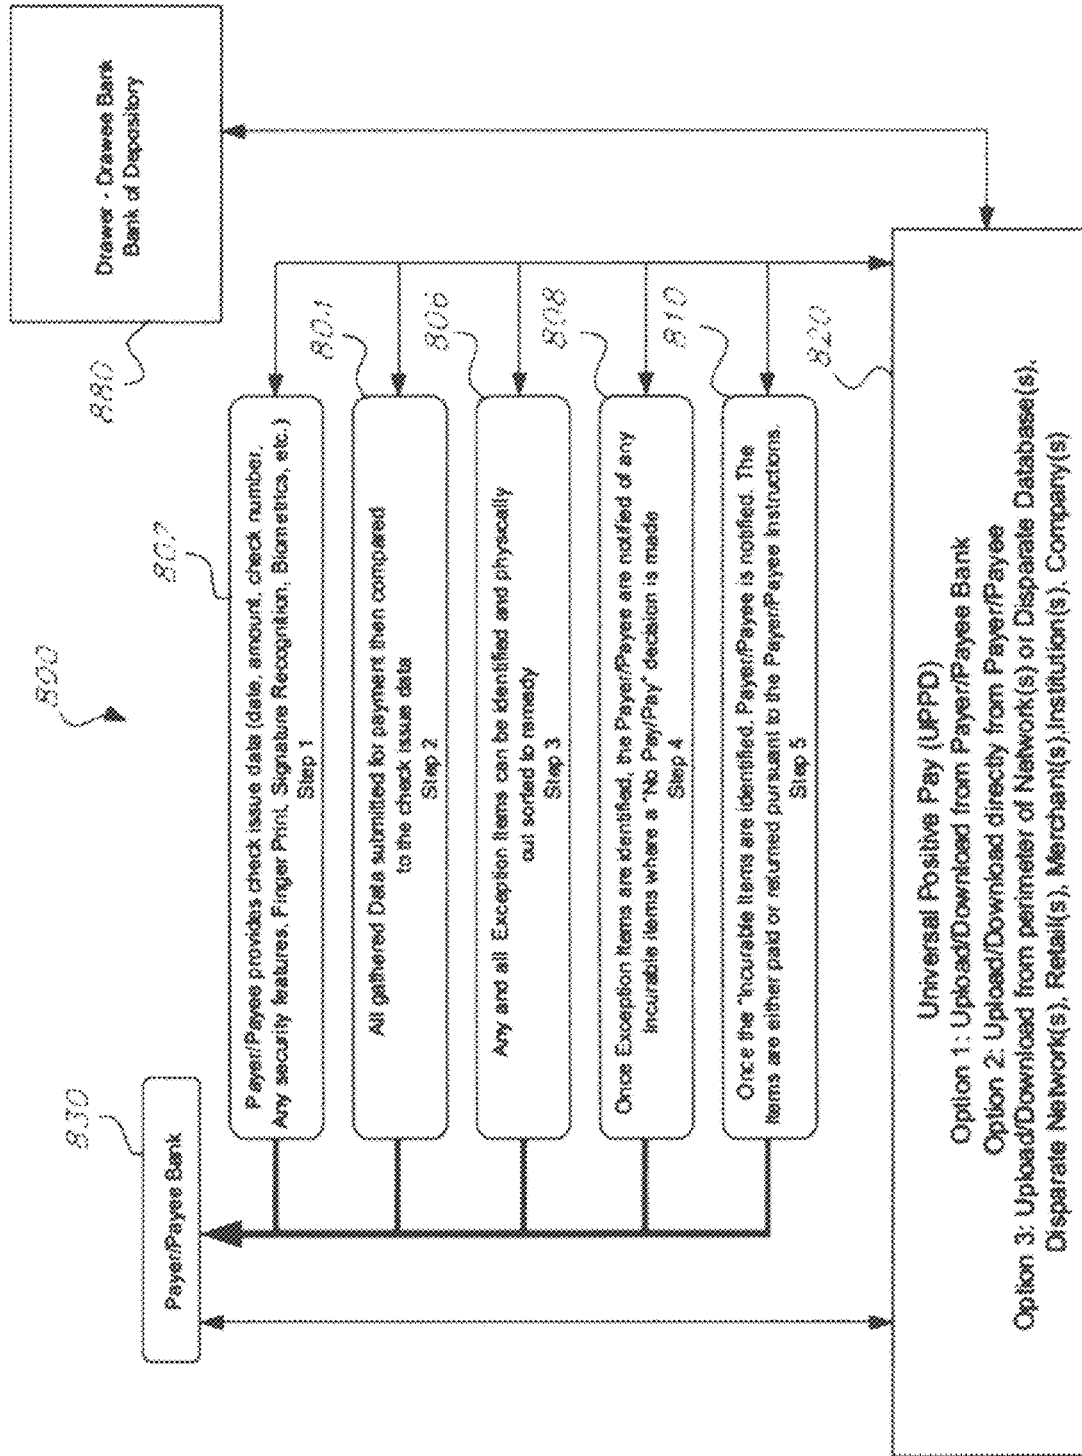 800
880
Drawer - Drawee Bank
Bank of Depository
830
Payer/Payee Bank
802
Payer/Payee provides check issue data (date, amount, check number,
Any security features, Finger Print, Signature Recognition, Biometrics, etc.)
Step 1
804
All gathered Data submitted for payment then compared
to the check issue data
Step 2
806
Any and all Exception Items can be identified and physically
out sorted to remedy
Step 3
808
Once Exception Items are identified, the Payer/Payee are notified of any
Incurable items where a "No Pay/Pay" decision is made
Step 4
810
Once the "Incurable Items are identified, Payer/Payee is notified. The
Items are either paid or returned pursuant to the Payer/Payee Instructions.
Step 5
820
Universal Positive Pay (UPPD)
Option 1: Upload/Download from Payer/Payee Bank
Option 2: Upload/Download directly from Payer/Payee
Option 3: Upload/Download from perimeter of Network(s) or Disparate Database(s),
Disparate Network(s), Retail(s), Merchant(s),Institution(s), Company(s)